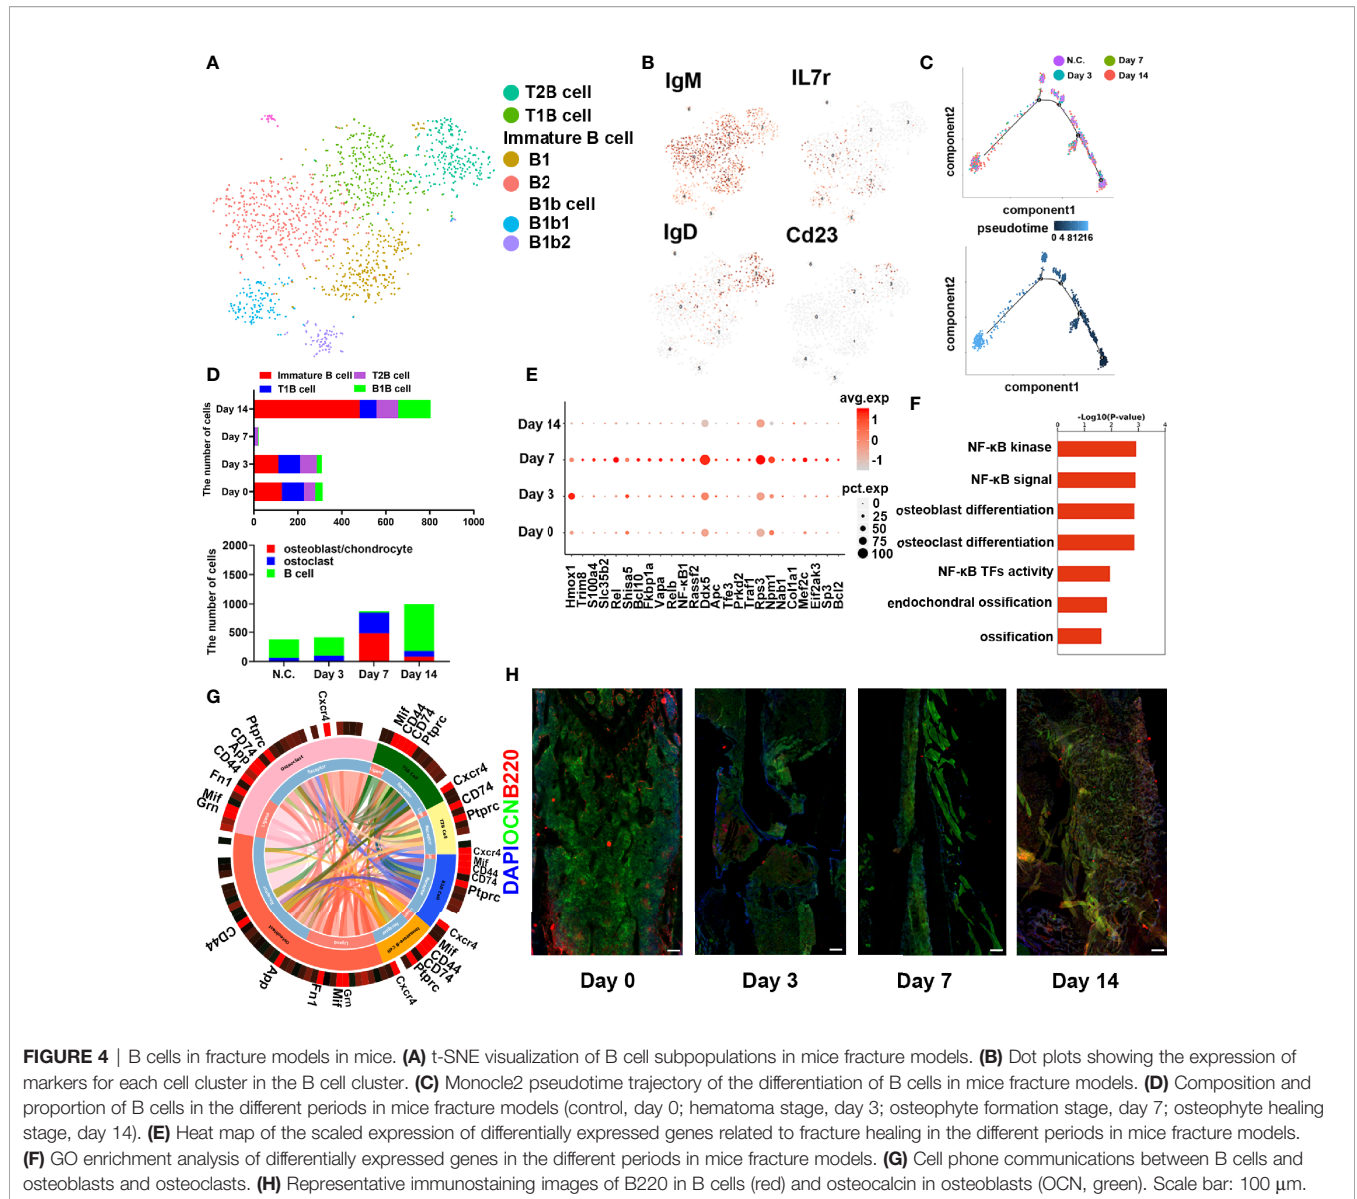 A
T2B cell
T1B cell
Immature B cell
B1
B2
B1b cell
B1b1
B1b2
B
IgM
IL7r
IgD
Cd23
C
N.C.
Day 7
Day 3
Day 14
component2
component1
pseudotime
0 4 81216
component2
component1
D
Immature B cell
T2B cell
T1B cell
B1B cell
The number of cells
Day 14
Day 7
Day 3
Day 0
0 200 400 600 800 1000
The number of cells
2000
1500
1000
500
0
osteoblast/chondrocyte
ostoclast
B cell
N.C. Day 3 Day 7 Day 14
E
Day 14
Day 7
Day 3
Day 0
Hmox1
Trim8
S100a4
Slc35b2
Rel
Shisa5
Bcl10
Fkbp1a
Vapa
Relb
NF-κB1
Rassf2
Ddx5
Apc
Tfe3
Prkd2
Traf1
Rps3
Npm1
Nab1
Col1a1
Mef2c
Eif2ak3
Sp3
Bcl2
avg.exp
1
0
-1
pct.exp
0
25
50
75
100
F
-Log10(P-value)
0 1 2 3 4
NF-κB kinase
NF-κB signal
osteoblast differentiation
osteoclast differentiation
NF-κB TFs activity
endochondral ossification
ossification
G
Cxcr4
Mif
CD44
CD74
Ptprc
Cxcr4
CD74
Ptprc
Cxcr4
Mif
CD44
CD74
Ptprc
Cxcr4
Mif
CD44
CD74
Ptprc
Cxcr4
Grn
Mif
Fn1
App
CD44
Grn
Mif
Fn1
CD44
App
CD74
Ptprc
H
DAPIOCNB220
Day 0
Day 3
Day 7
Day 14
FIGURE 4 | B cells in fracture models in mice. (A) t-SNE visualization of B cell subpopulations in mice fracture models. (B) Dot plots showing the expression of
markers for each cell cluster in the B cell cluster. (C) Monocle2 pseudotime trajectory of the differentiation of B cells in mice fracture models. (D) Composition and
proportion of B cells in the different periods in mice fracture models (control, day 0; hematoma stage, day 3; osteophyte formation stage, day 7; osteophyte healing
stage, day 14). (E) Heat map of the scaled expression of differentially expressed genes related to fracture healing in the different periods in mice fracture models.
(F) GO enrichment analysis of differentially expressed genes in the different periods in mice fracture models. (G) Cell phone communications between B cells and
osteoblasts and osteoclasts. (H) Representative immunostaining images of B220 in B cells (red) and osteocalcin in osteoblasts (OCN, green). Scale bar: 100 μm.